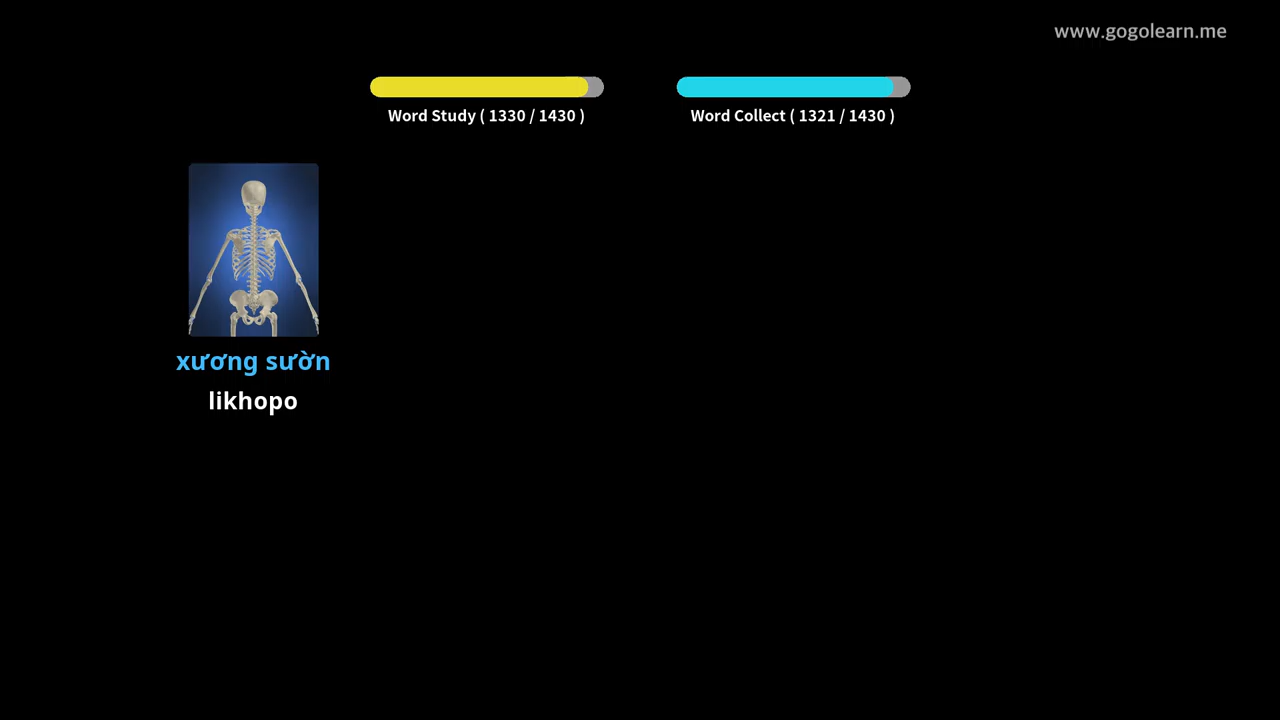 www.gogolearn.me
Word Study ( 1330 / 1430 )
Word Collect ( 1321 / 1430 )
xương sườn
likhopo